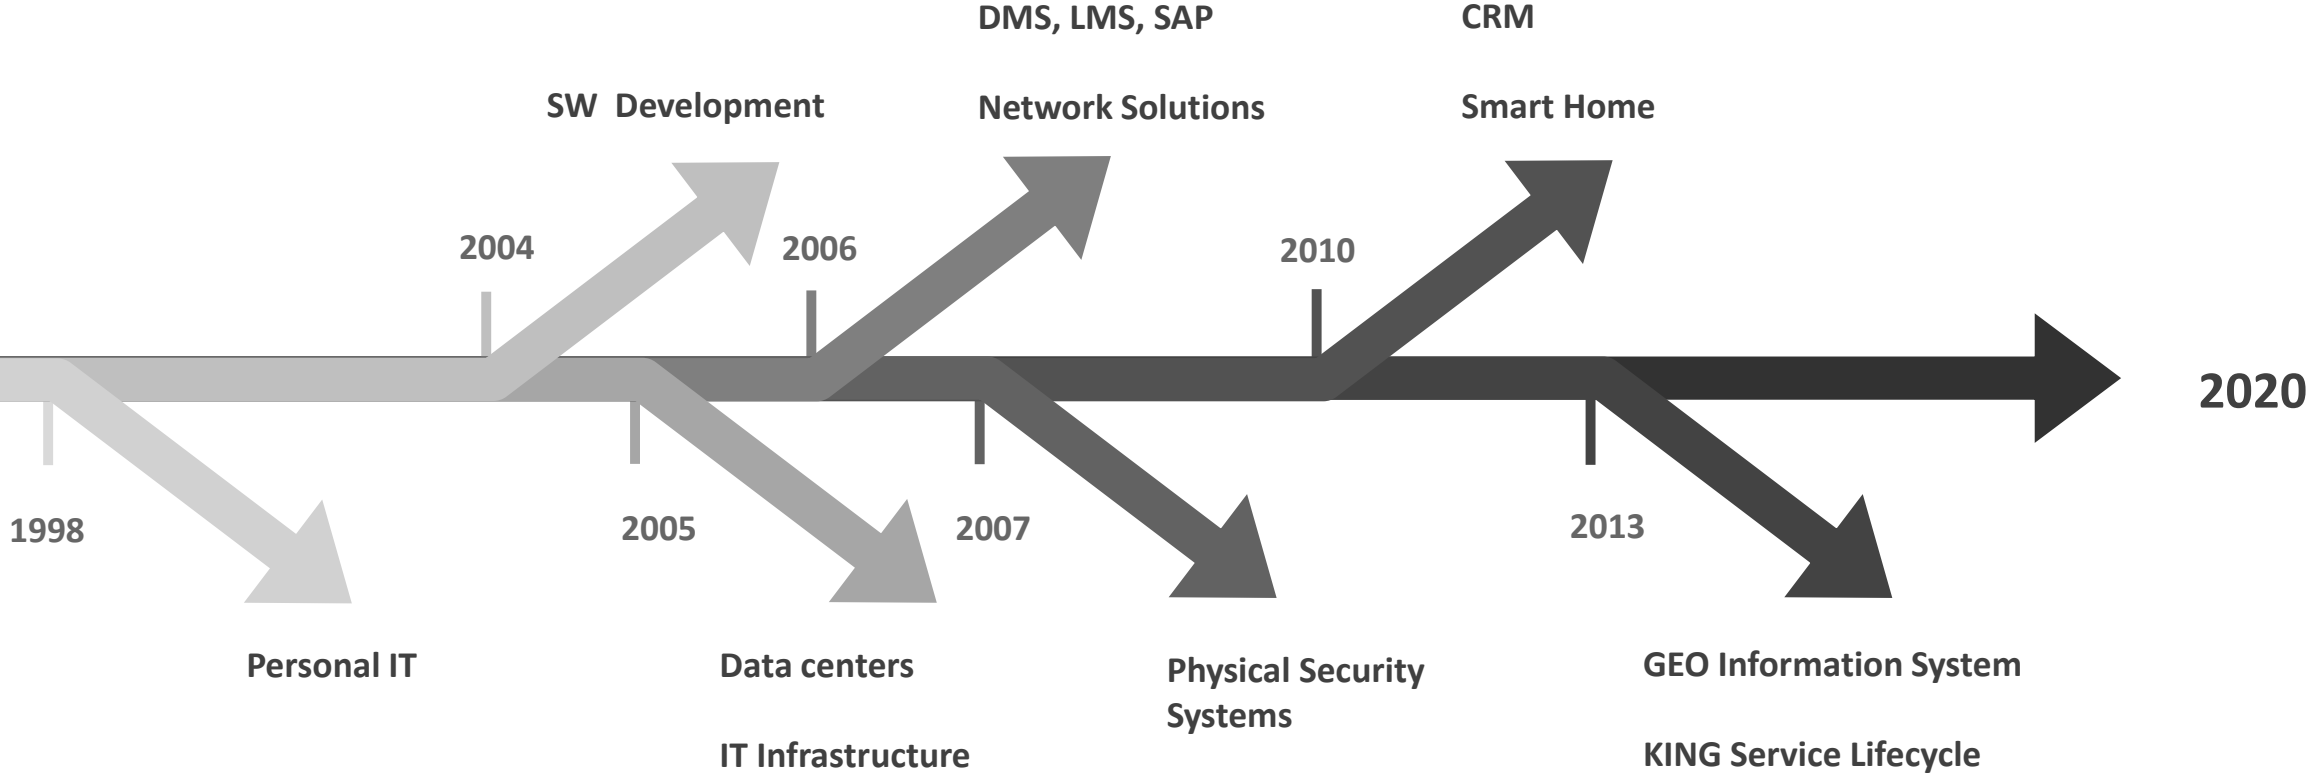 DMS, LMS, SAP
CRM
SW  Development
Network Solutions
Smart Home
2004
2006
2010
2020
1998
2005
2007
2013
Personal IT
Data centers
IT Infrastructure
Physical Security
Systems
GEO Information System
KING Service Lifecycle